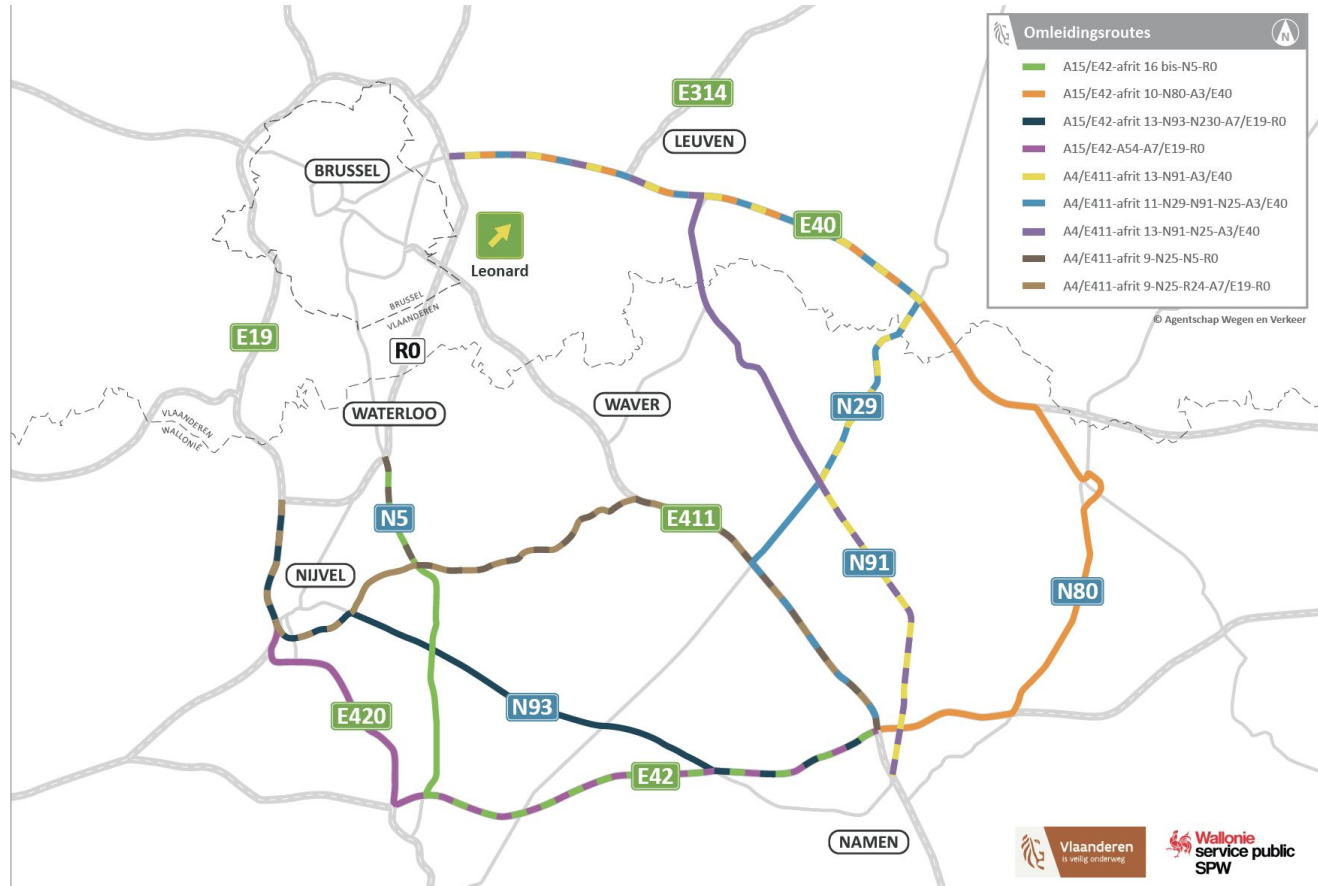 Omleidingsroutes
N
A15/E42-afrit 16 bis-N5-R0
A15/E42-afrit 10-N80-A3/E40
A15/E42-afrit 13-N93-N230-A7/E19-R0
A15/E42-A54-A7/E19-R0
A4/E411-afrit 13-N91-A3/E40
A4/E411-afrit 11-N29-N91-N25-A3/E40
A4/E411-afrit 13-N91-N25-A3/E40
A4/E411-afrit 9-N25-N5-R0
A4/E411-afrit 9-N25-R24-A7/E19-R0
© Agentschap Wegen en Verkeer
E314
LEUVEN
BRUSSEL
E40
Leonard
BRUSSEL
VLAANDEREN
E19
R0
WATERLOO
WAVER
N29
VLAANDEREN
WALLONIË
N5
E411
NIJVEL
N91
N80
E420
N93
E42
NAMEN
Vlaanderen
is veilig onderweg
Wallonie
service public
SPW